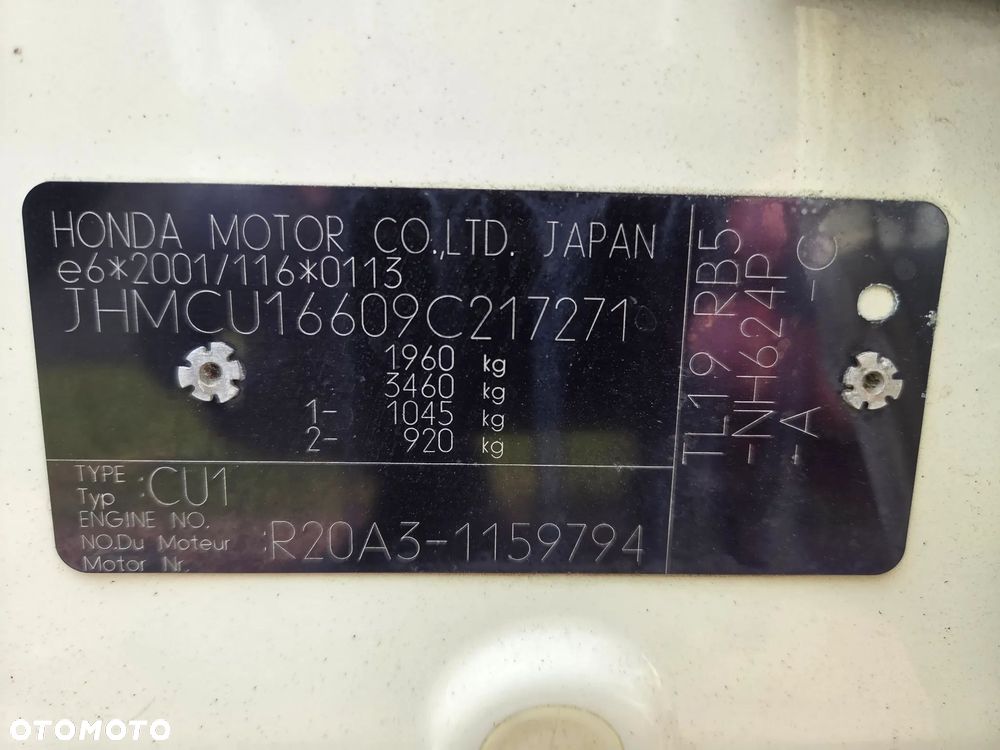 HONDA MOTOR CO.,LTD. JAPAN
e6*2001/116*0113
JHMCU16609C217271
1960 kg
3460 kg
1- 1045 kg
2- 920 kg
TYPE
Typ :CU1
ENGINE NO.
NO.Du Moteur :R20A3-1159794
Motor Nr.
TL19 RB5
-NH624P
-A -C
OTOMOTO